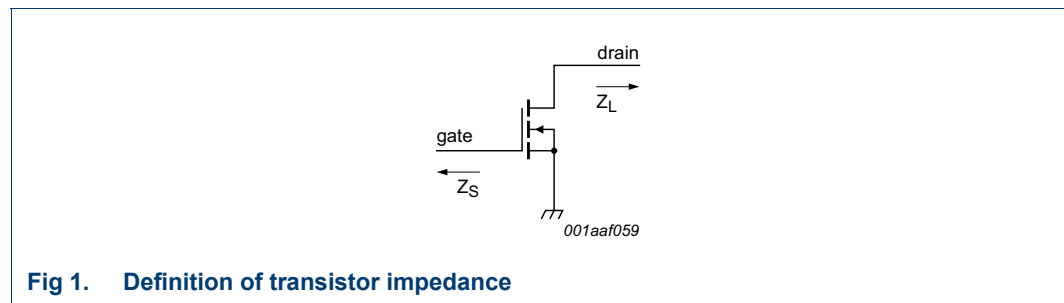 drain
Z_L
gate
Z_S
001aaf059
Fig 1. Definition of transistor impedance